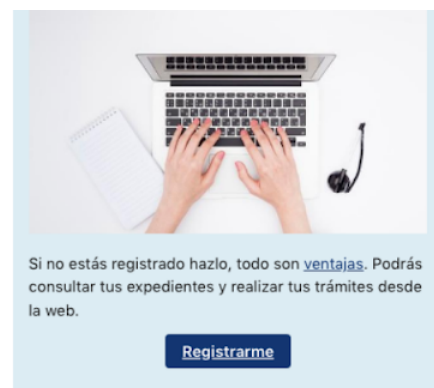 Si no estás registrado hazlo, todo son ventajas. Podrás
consultar tus expedientes y realizar tus trámites desde
la web.
Registrarme